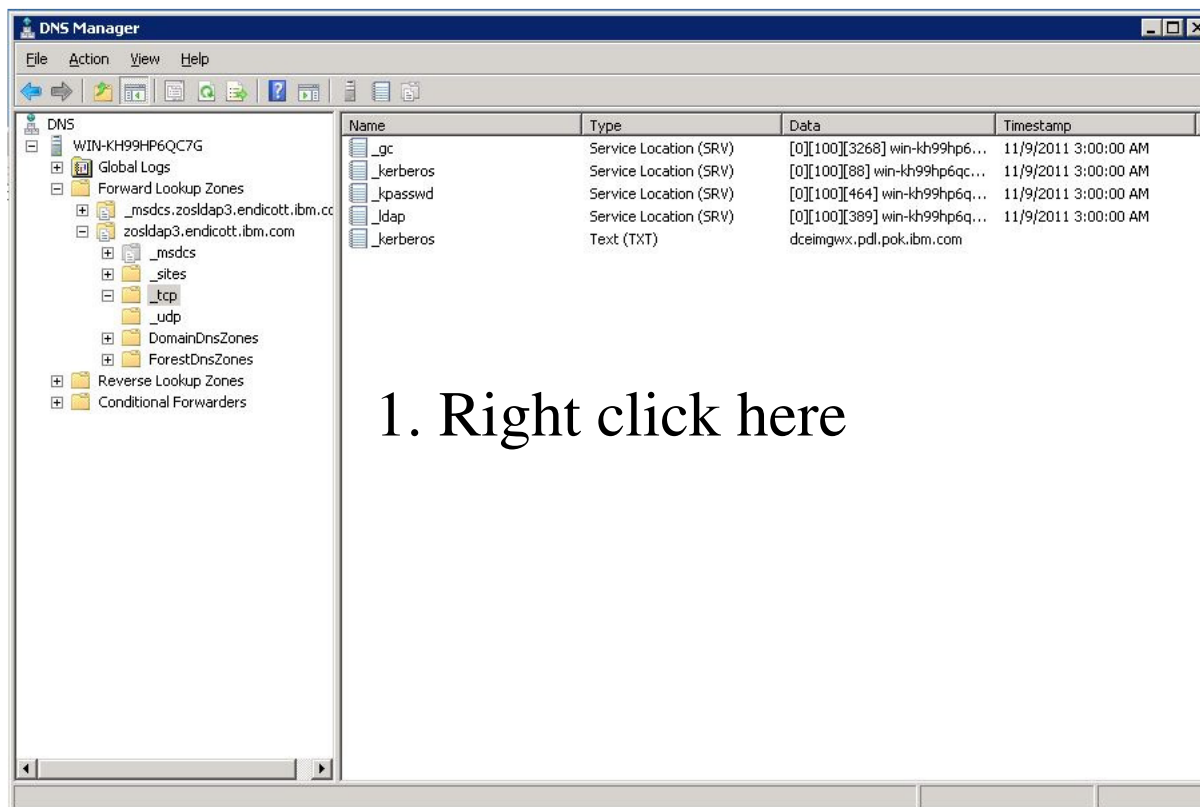 DNS Manager
File Action View Help
DNS
WIN-KH99HP6QC7G
Global Logs
Forward Lookup Zones
_msdcs.zosldap3.endicott.ibm.cc
zosldap3.endicott.ibm.com
_msdcs
_sites
_tcp
_udp
DomainDnsZones
ForestDnsZones
Reverse Lookup Zones
Conditional Forwarders
Name Type Data Timestamp
_gc Service Location (SRV) [0][100][3268] win-kh99hp6... 11/9/2011 3:00:00 AM
_kerberos Service Location (SRV) [0][100][88] win-kh99hp6qc... 11/9/2011 3:00:00 AM
_kpasswd Service Location (SRV) [0][100][464] win-kh99hp6q... 11/9/2011 3:00:00 AM
_ldap Service Location (SRV) [0][100][389] win-kh99hp6q... 11/9/2011 3:00:00 AM
_kerberos Text (TXT) dceimgwx.pdl.pok.ibm.com
1. Right click here